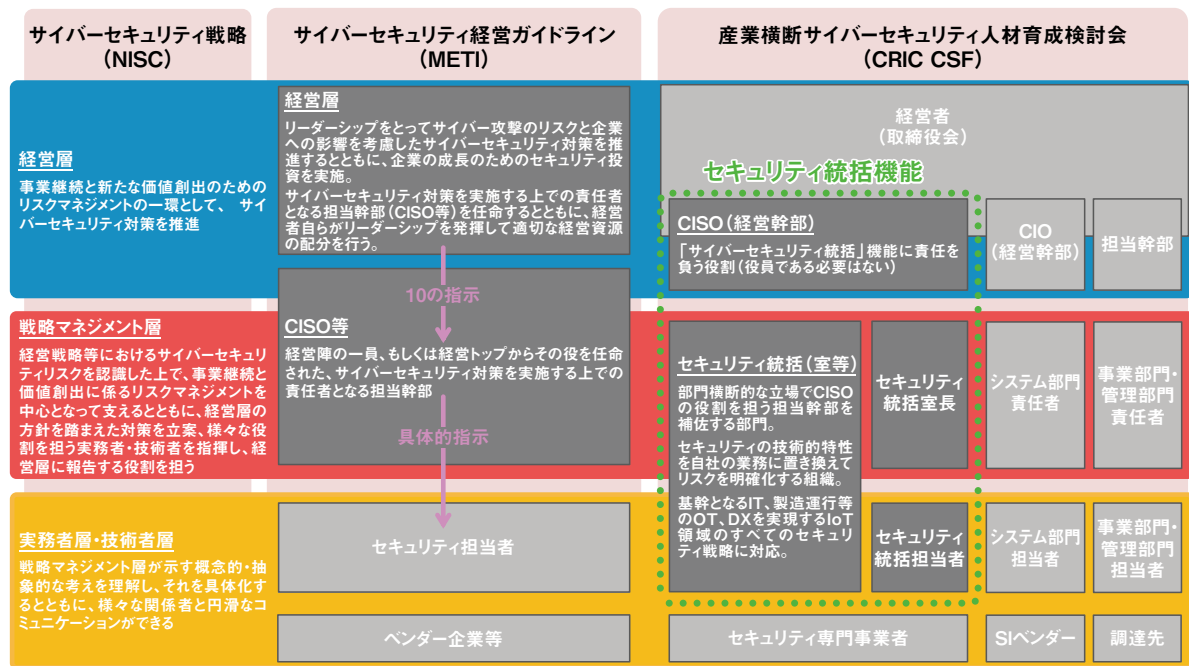 サイバーセキュリティ戦略
（NISC）
サイバーセキュリティ経営ガイドライン
（METI）
産業横断サイバーセキュリティ人材育成検討会
（CRIC CSF）
経営層
事業継続と新たな価値創出のための
リスクマネジメントの一環として、 サイ
バーセキュリティ対策を推進
経営層
リーダーシップをとってサイバー攻撃のリスクと企業
への影響を考慮したサイバーセキュリティ対策を推
進するとともに、企業の成長のためのセキュリティ投
資を実施。
サイバーセキュリティ対策を実施する上での責任者
となる担当幹部（CISO等）を任命するとともに、経営
者自らがリーダーシップを発揮して適切な経営資源
の配分を行う。
経営者
（取締役会）
セキュリティ統括機能
CISO（経営幹部）
「サイバーセキュリティ統括」機能に責任を
負う役割（役員である必要はない）
CIO
（経営幹部）
担当幹部
10の指示
戦略マネジメント層
経営戦略等におけるサイバーセキュ
リティリスクを認識した上で、事業継続と
価値創出に係るリスクマネジメントを
中心となって支えるとともに、経営層の
方針を踏まえた対策を立案、様々な役
割を担う実務者・技術者を指揮し、経
営層に報告する役割を担う
CISO等
経営陣の一員、もしくは経営トップからその役を任命
された、サイバーセキュリティ対策を実施する上での
責任者となる担当幹部
具体的指示
セキュリティ統括（室等）
部門横断的な立場でCISO
の役割を担う担当幹部を
補佐する部門。
セキュリティの技術的特性
を自社の業務に置き換えて
リスクを明確化する組織。
基幹となるIT、製造運行等
のOT、DXを実現するIoT
領域のすべてのセキュリ
ティ戦略に対応。
セキュリティ
統括室長
システム部門
責任者
事業部門・
管理部門
責任者
実務者層・技術者層
戦略マネジメント層が示す概念的・抽
象的な考えを理解し、それを具体化す
るとともに、様々な関係者と円滑なコ
ミュニケーションができる
セキュリティ担当者
セキュリティ
統括担当者
システム部門
担当者
事業部門・
管理部門
担当者
ベンダー企業等
セキュリティ専門事業者
SIベンダー
調達先